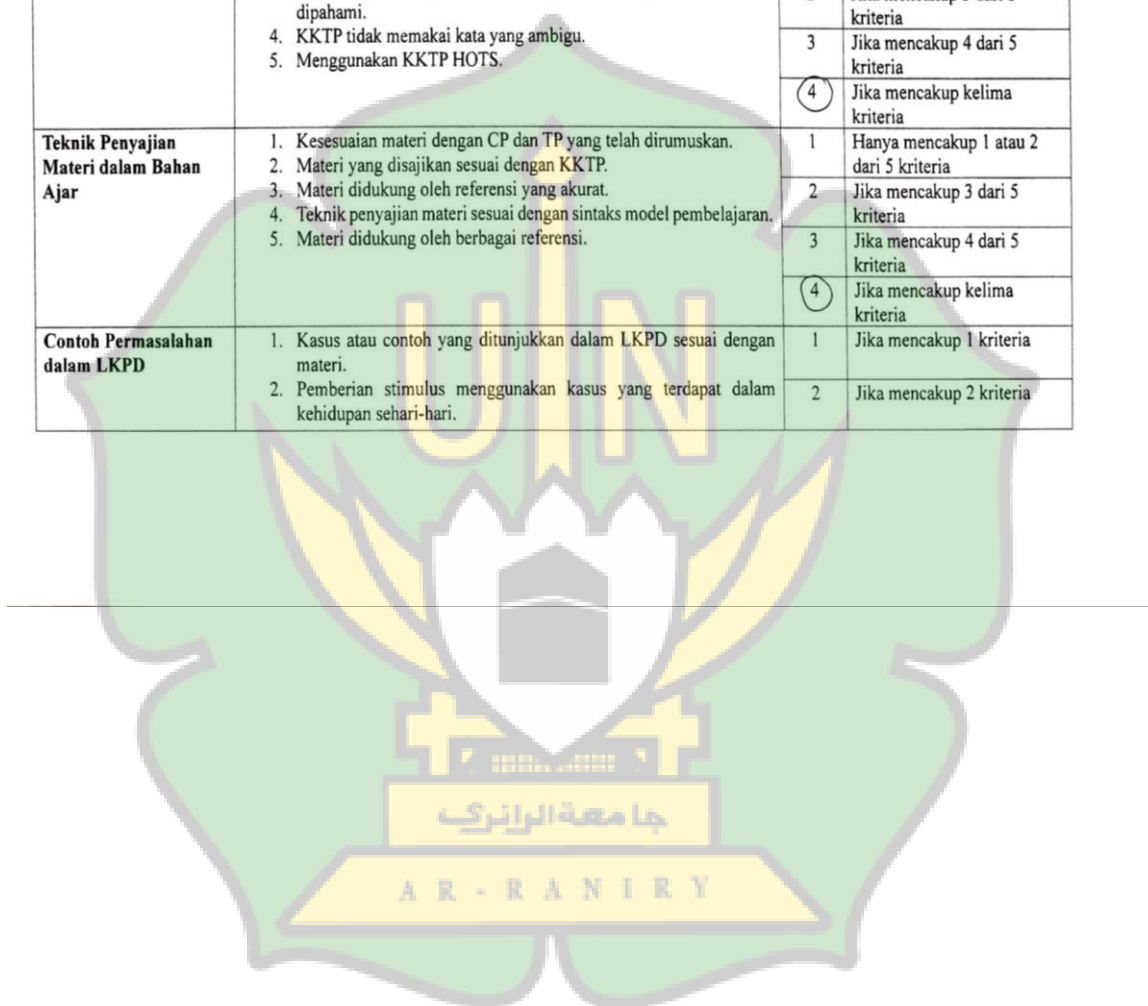 dipahami.
4. KKTP tidak memakai kata yang ambigu.
5. Menggunakan KKTP HOTS.
kriteria
3 Jika mencakup 4 dari 5
kriteria
4 Jika mencakup kelima
kriteria
Teknik Penyajian
Materi dalam Bahan
Ajar
1. Kesesuaian materi dengan CP dan TP yang telah dirumuskan.
2. Materi yang disajikan sesuai dengan KKTP.
3. Materi didukung oleh referensi yang akurat.
4. Teknik penyajian materi sesuai dengan sintaks model pembelajaran.
5. Materi didukung oleh berbagai referensi.
1 Hanya mencakup 1 atau 2
dari 5 kriteria
2 Jika mencakup 3 dari 5
kriteria
3 Jika mencakup 4 dari 5
kriteria
4 Jika mencakup kelima
kriteria
Contoh Permasalahan
dalam LKPD
1. Kasus atau contoh yang ditunjukkan dalam LKPD sesuai dengan
materi.
2. Pemberian stimulus menggunakan kasus yang terdapat dalam
kehidupan sehari-hari.
1 Jika mencakup 1 kriteria
2 Jika mencakup 2 kriteria
UIN
جامعة الرانري
AR-RANIRY